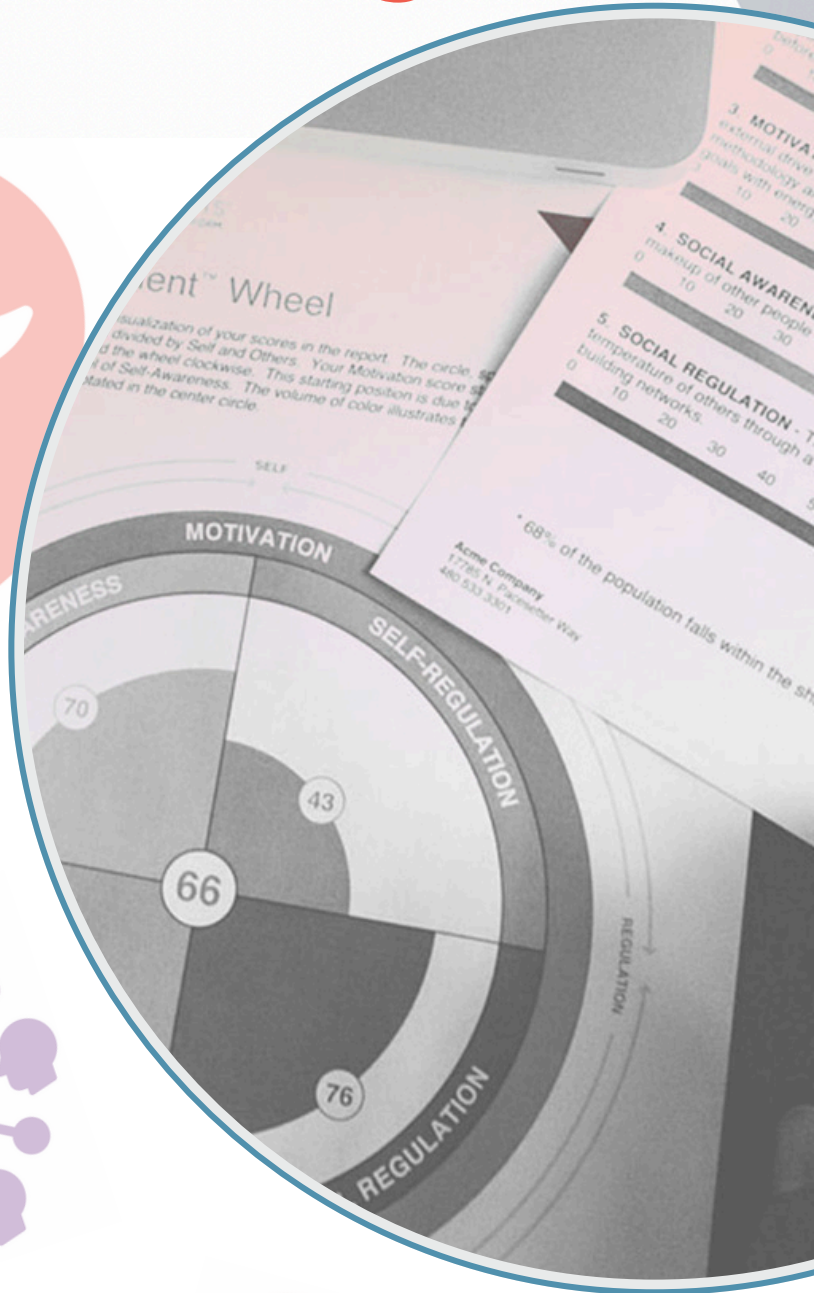 ent™ Wheel
isualization of your scores in the report. The circle,
divided by Self and Others. Your Motivation score
d the wheel clockwise. This starting position is due
l of Self-Awareness. The volume of color illustrates
tated in the center circle.
SELF
MOTIVATION
ARENESS
SELF-REGULATION
70
43
66
76
REGULATION
REGULATION
before
0
3. MOTIVA
external drive
methodology a
goals with energ
10 20
4. SOCIAL AWAREN
makeup of other people
0 10 20 30
5. SOCIAL REGULATION - T
temperature of others through a
building networks.
0 10 20 30 40 5
* 68% of the population falls within the sh
Acme Company
17785 N. Pacesetter Way
480.533.3301